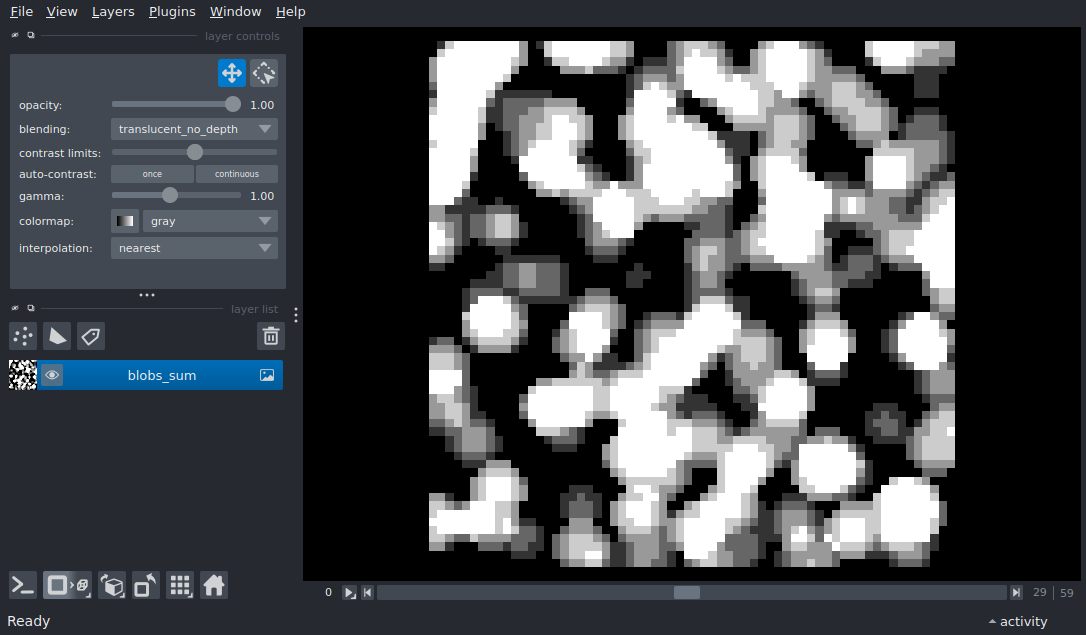 File View Layers Plugins Window Help
layer controls
opacity: 1.00
blending: translucent_no_depth
contrast limits:
auto-contrast: once continuous
gamma: 1.00
colormap: gray
interpolation: nearest
layer list
blobs_sum
0 29 59
Ready activity